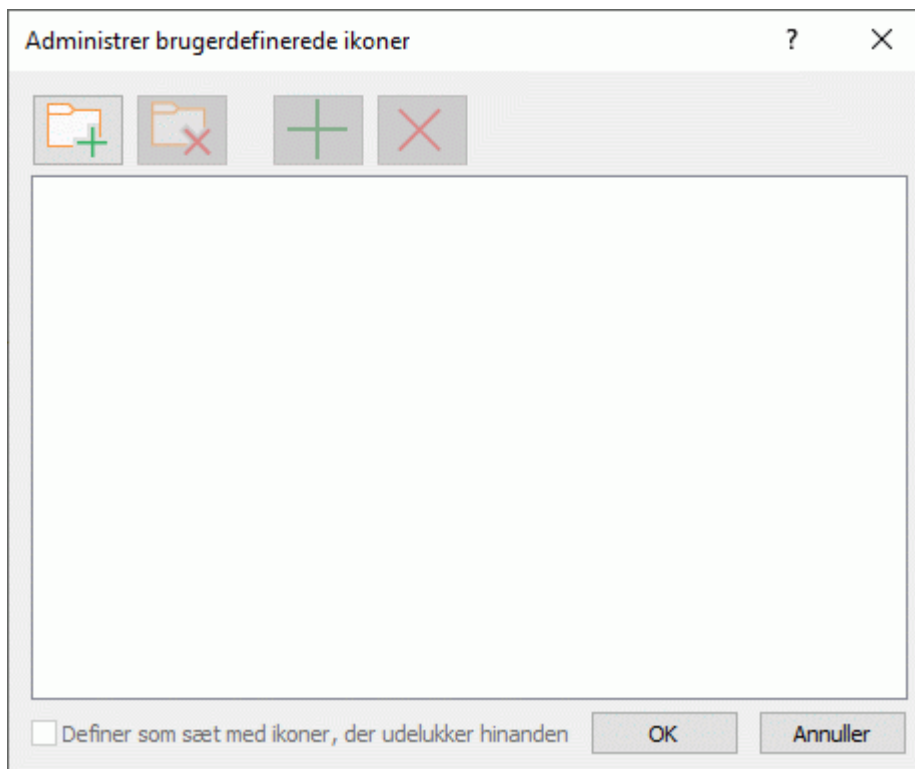 Administrer brugerdefinerede ikoner ?
Definer som sæt med ikoner, der udelukker hinanden OK Annuller